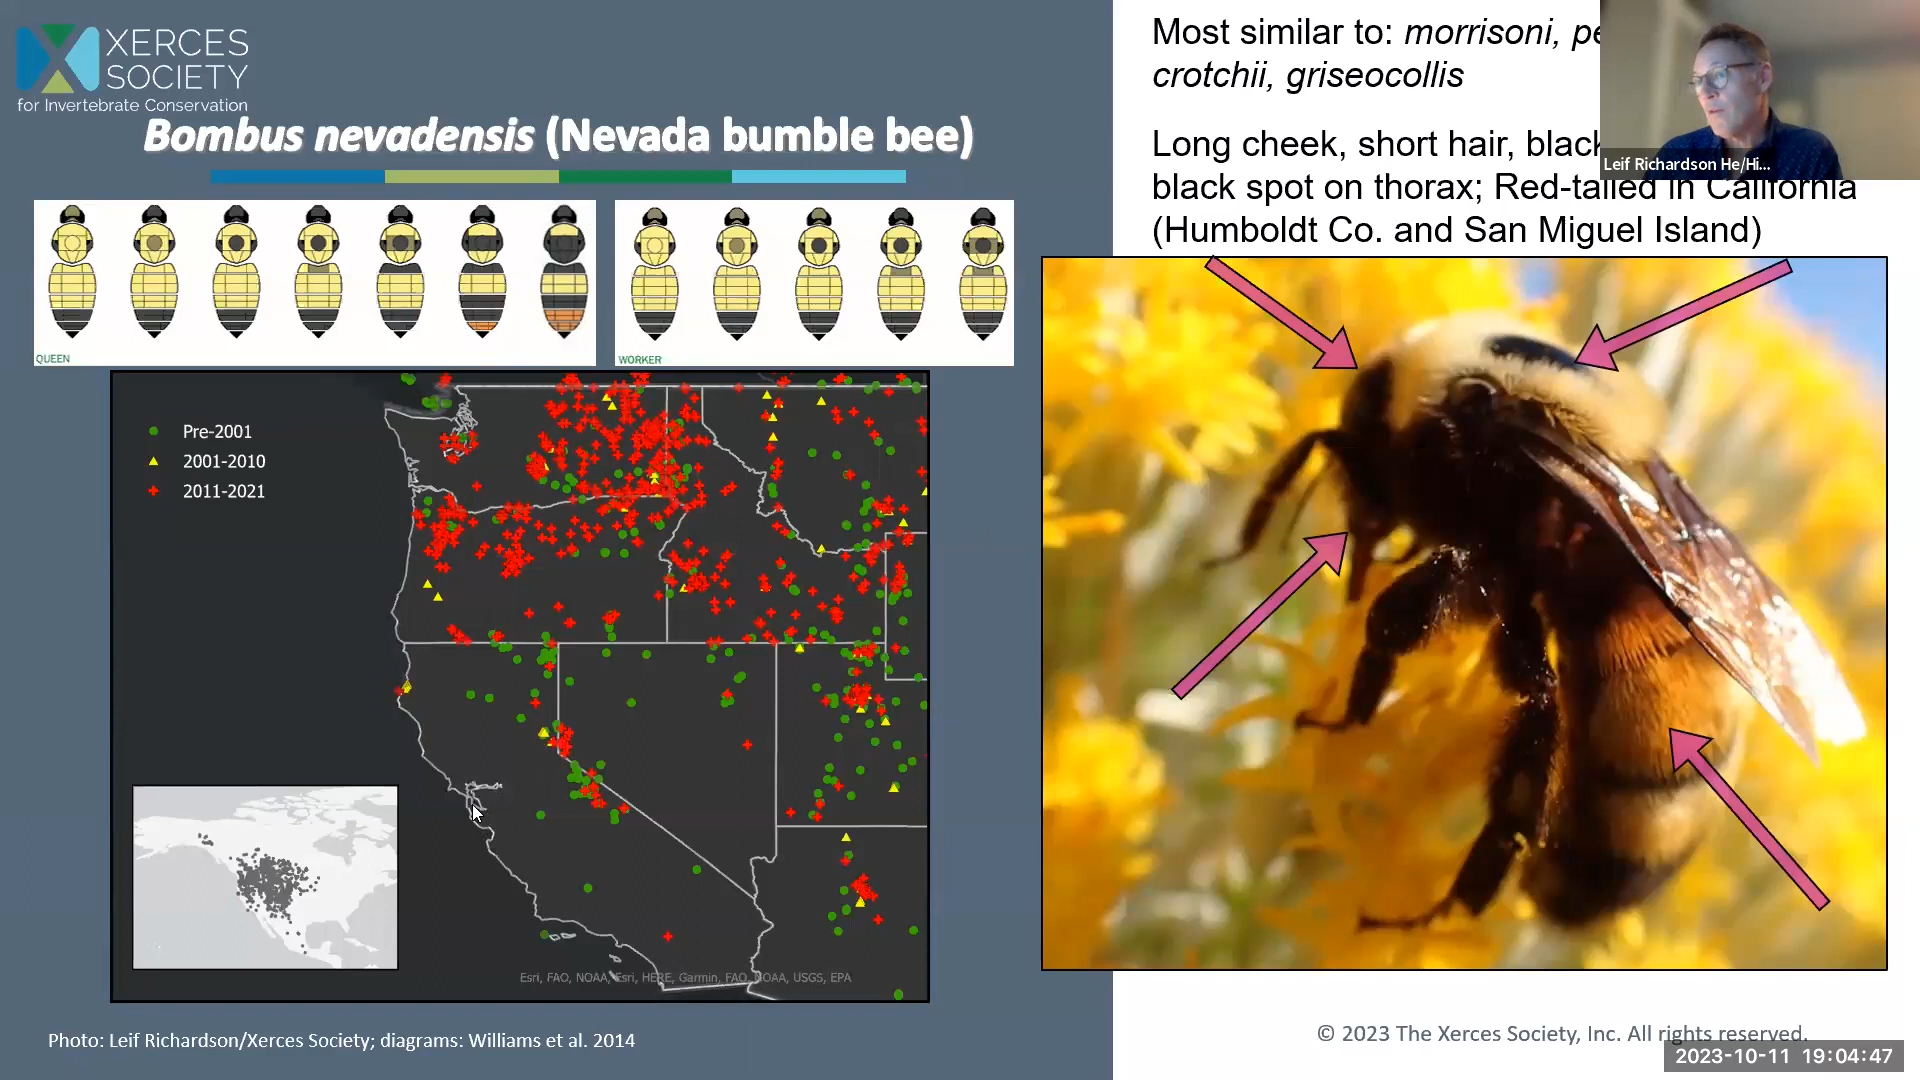 XERCES
SOCIETY
for Invertebrate Conservation
Bombus nevadensis (Nevada bumble bee)
QUEEN
WORKER
Pre-2001
2001-2010
2011-2021
Esri, FAO, NOAA, Esri, HERE, Garmin, FAO, NOAA, USGS, EPA
Photo: Leif Richardson/Xerces Society; diagrams: Williams et al. 2014
Most similar to: morrisoni,
crotchii, griseocollis
Long cheek, short hair,
black spot on thorax; Red-tailed in California
(Humboldt Co. and San Miguel Island)
Leif Richardson He/Hi...
© 2023 The Xerces Society, Inc. All rights reserved.
2023-10-11 19:04:47